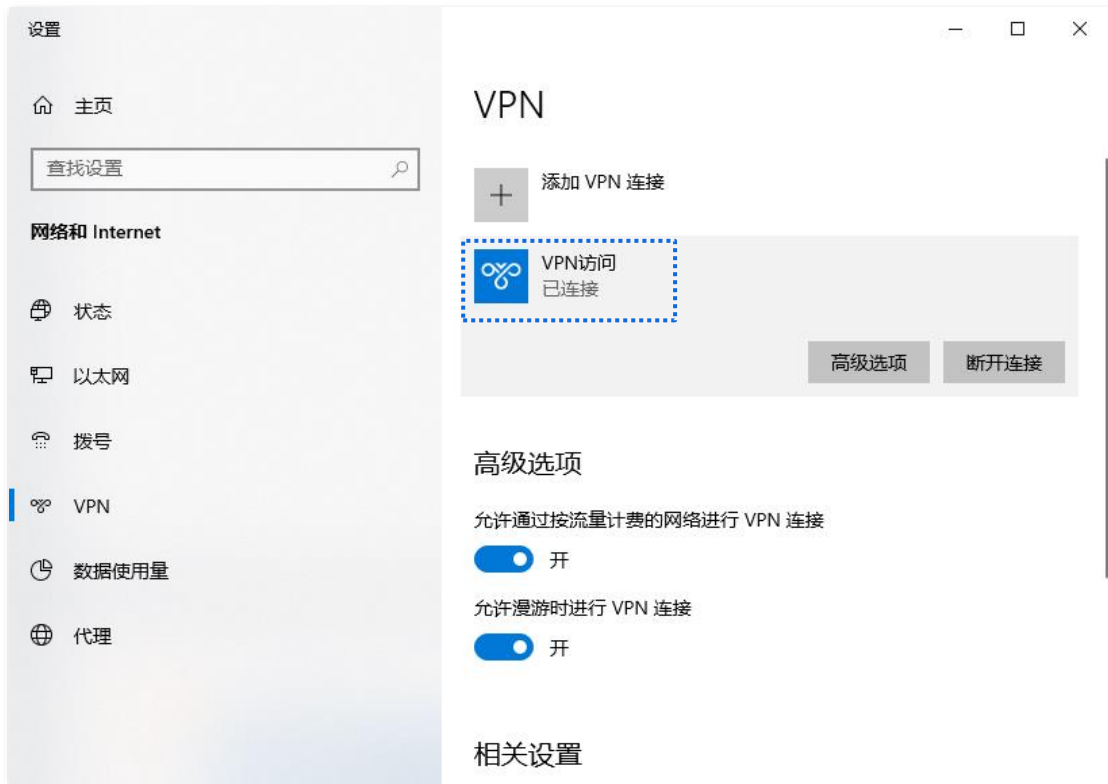 设置
主页
查找设置
网络和 Internet
状态
以太网
拨号
VPN
数据使用量
代理
VPN
添加 VPN 连接
VPN访问
已连接
高级选项
断开连接
高级选项
允许通过按流量计费的网络进行 VPN 连接
开
允许漫游时进行 VPN 连接
开
相关设置